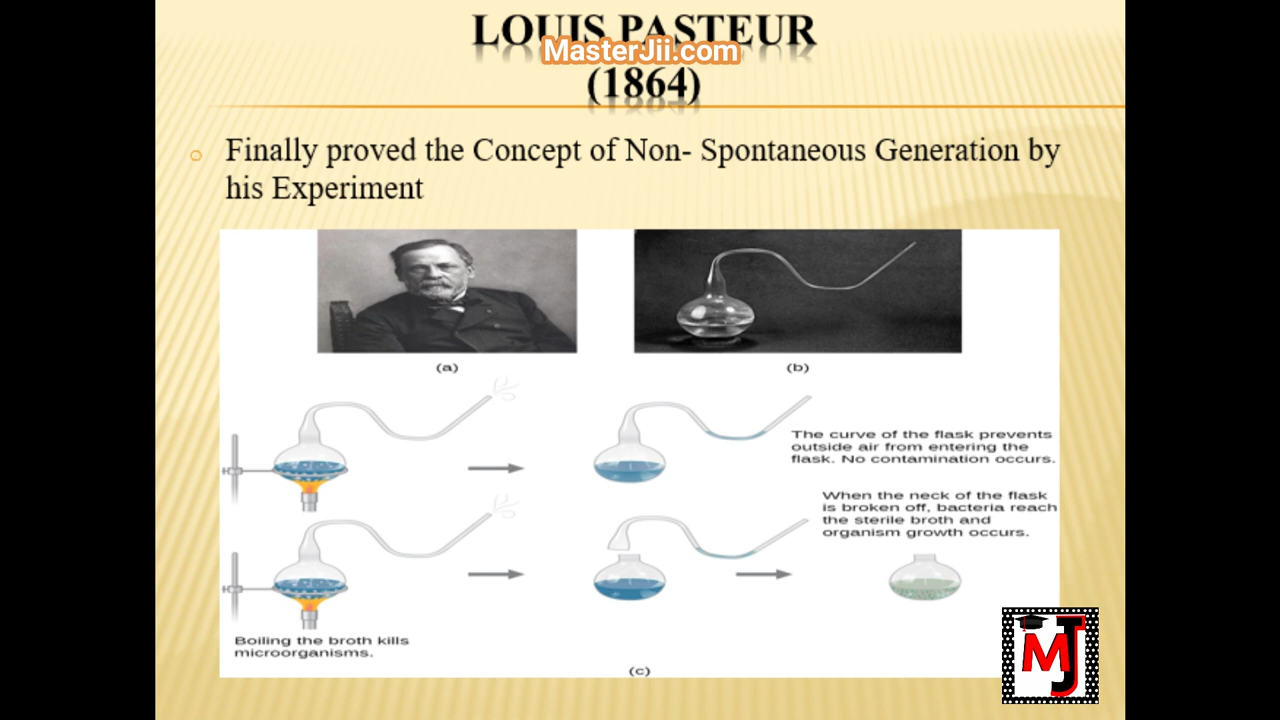 LOUIS PASTEUR
MasterJii.com
(1864)
Finally proved the Concept of Non- Spontaneous Generation by
his Experiment
(a)
(b)
The curve of the flask prevents
outside air from entering the
flask. No contamination occurs.
When the neck of the flask
is broken off, bacteria reach
the sterile broth and
organism growth occurs.
Boiling the broth kills
microorganisms.
(c)
MJ